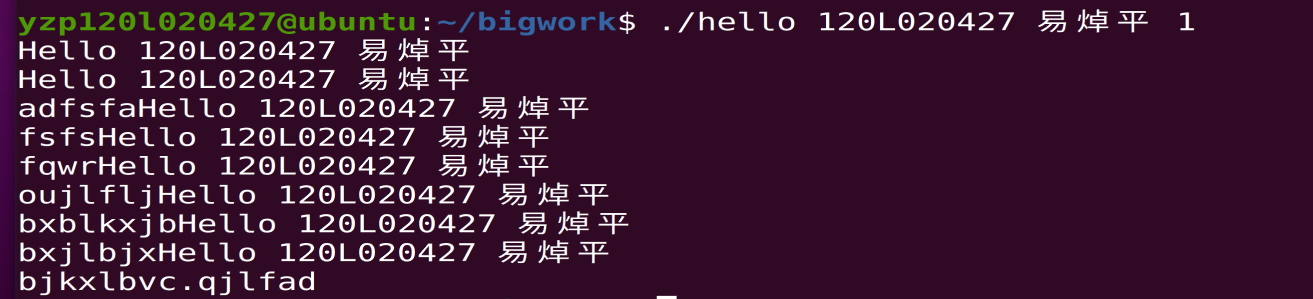 yzp120l020427@ubuntu:~/bigwork$ ./hello 120L020427 易焯平 1
Hello 120L020427 易焯平
Hello 120L020427 易焯平
adfsfaHello 120L020427 易焯平
fsfsHello 120L020427 易焯平
fqwrHello 120L020427 易焯平
oujlfljHello 120L020427 易焯平
bxblkxjbHello 120L020427 易焯平
bxjlbjxHello 120L020427 易焯平
bjkxlbvc.qjlfad